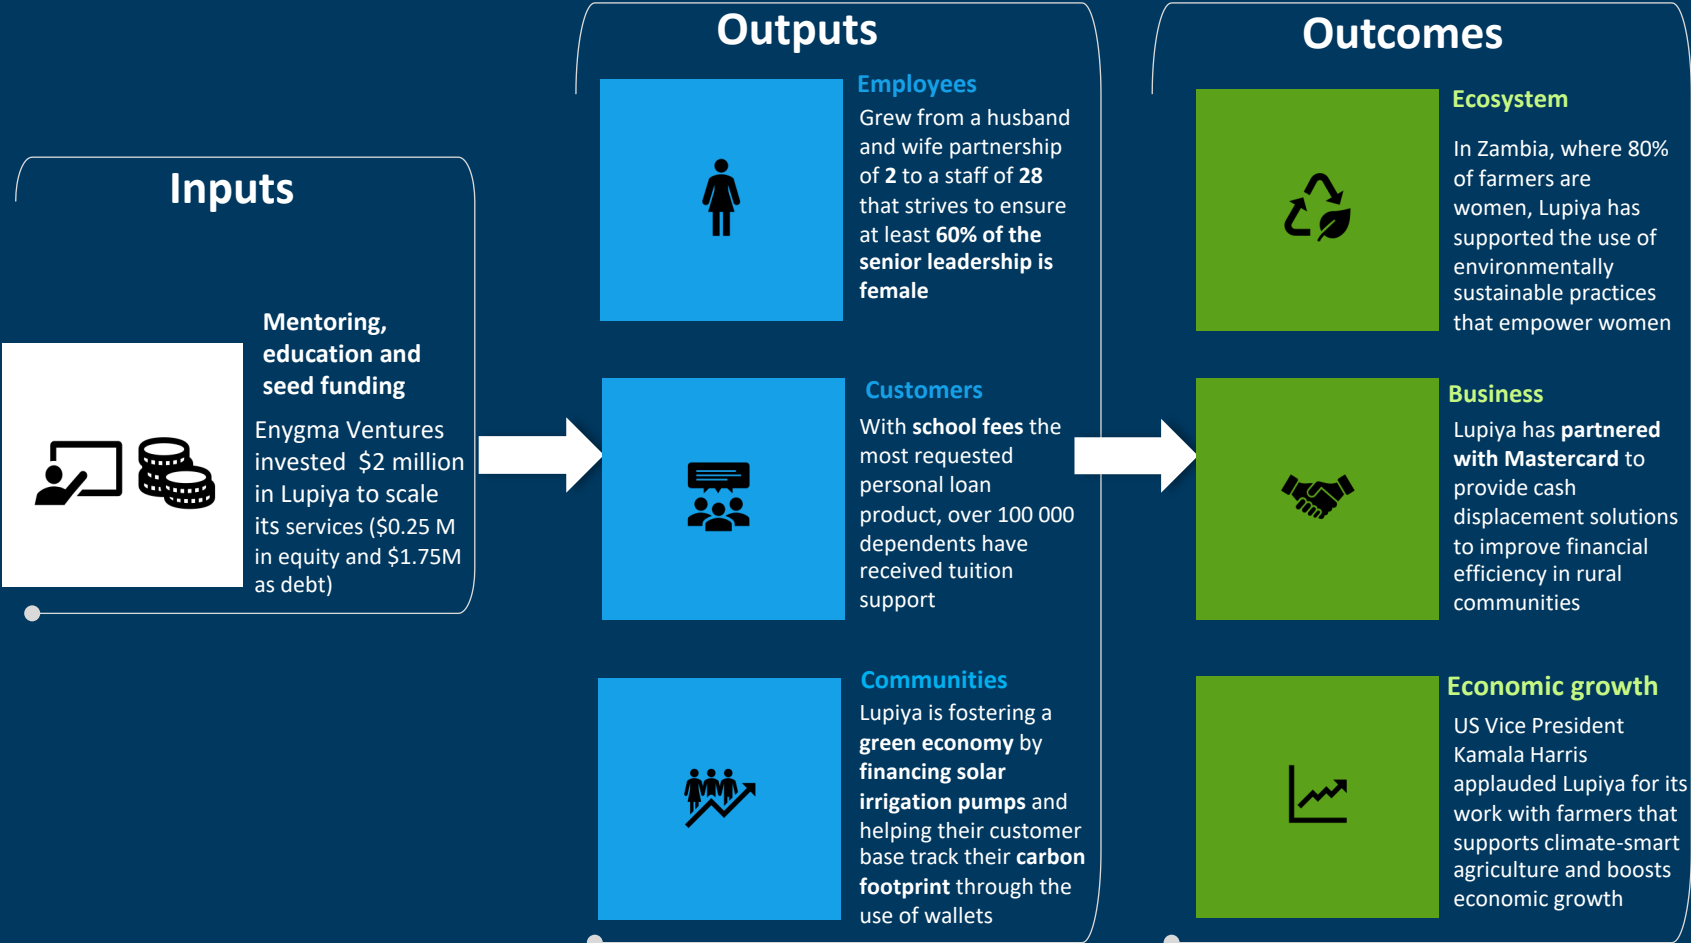 Inputs
Mentoring,
education and
seed funding
Enygma Ventures
invested $2 million
in Lupiya to scale
its services ($0.25 M
in equity and $1.75M
as debt)
Outputs
Employees
Grew from a husband
and wife partnership
of 2 to a staff of 28
that strives to ensure
at least 60% of the
senior leadership is
female
Customers
With school fees the
most requested
personal loan
product, over 100 000
dependents have
received tuition
support
Communities
Lupiya is fostering a
green economy by
financing solar
irrigation pumps and
helping their customer
base track their carbon
footprint through the
use of wallets
Outcomes
Ecosystem
In Zambia, where 80%
of farmers are
women, Lupiya has
supported the use of
environmentally
sustainable practices
that empower women
Business
Lupiya has partnered
with Mastercard to
provide cash
displacement solutions
to improve financial
efficiency in rural
communities
Economic growth
US Vice President
Kamala Harris
applauded Lupiya for its
work with farmers that
supports climate-smart
agriculture and boosts
economic growth